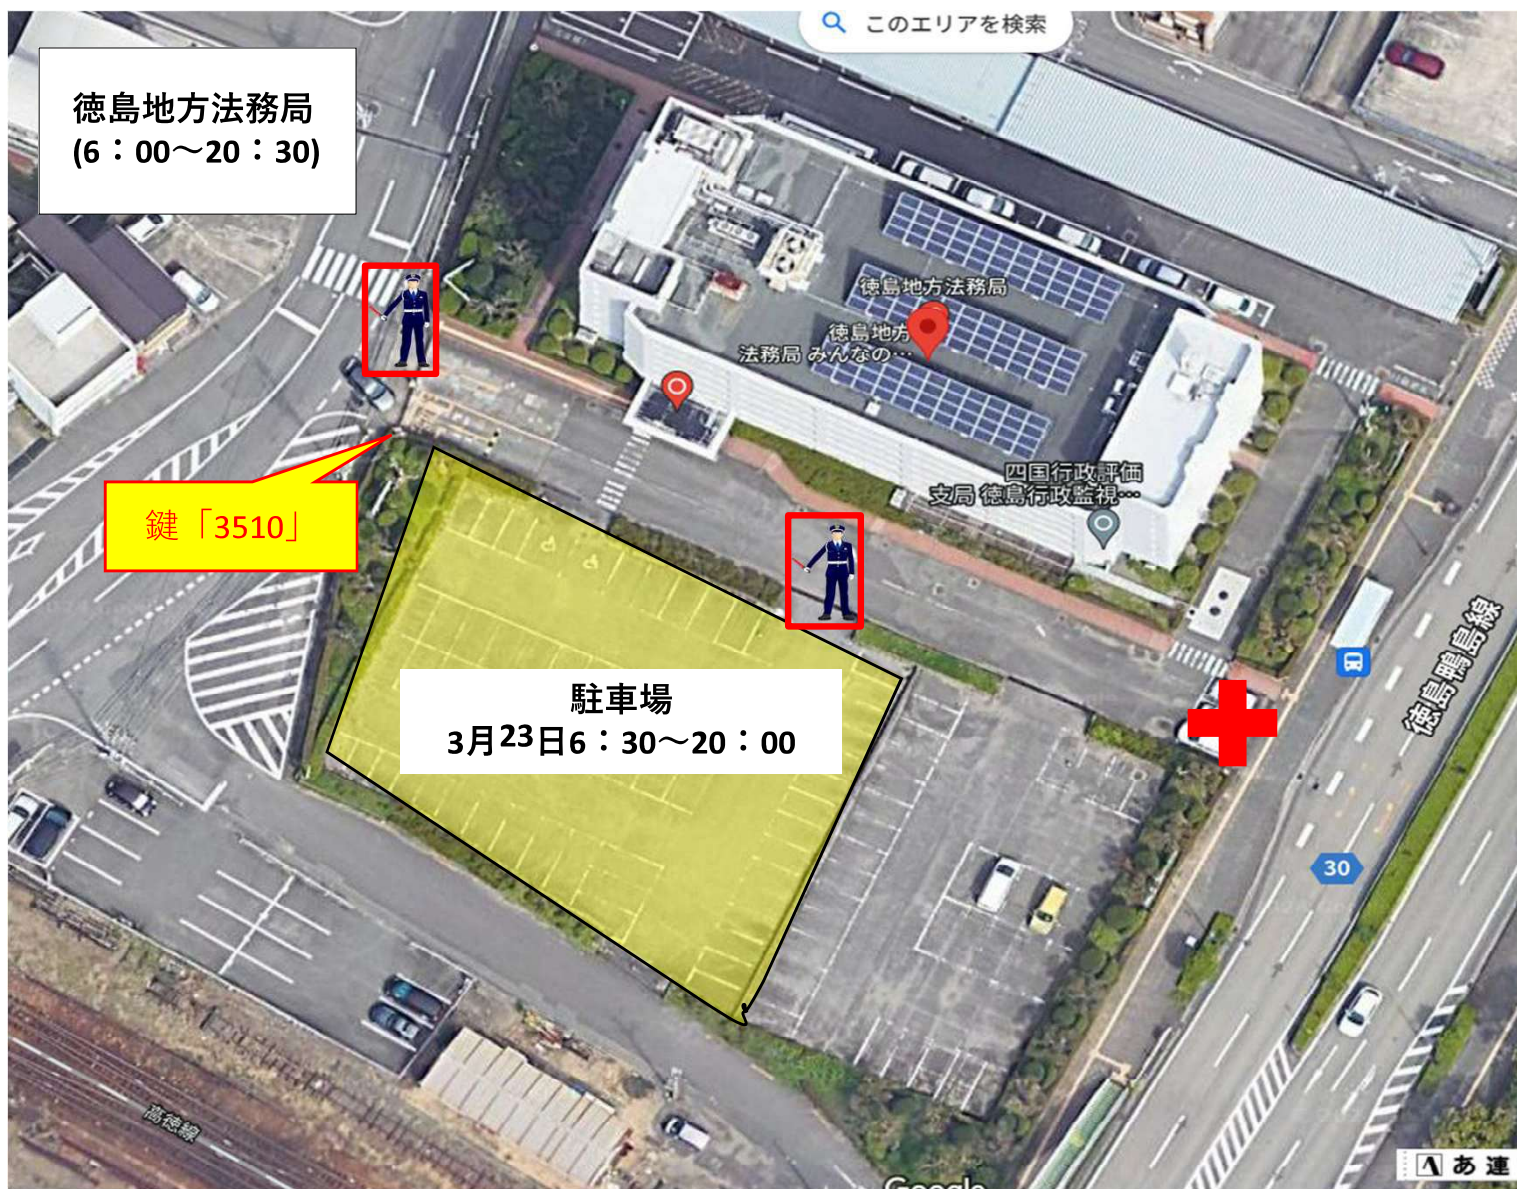 このエリアを検索
徳島地方法務局
(6：00～20：30)
徳島地方法務局
徳島地方
法務局 みんなの…
四国行政評価
支局 徳島行政監視…
鍵「3510」
駐車場
3月23日6：30～20：00
徳島鴨島線
30
高徳線
Google
A あ 連